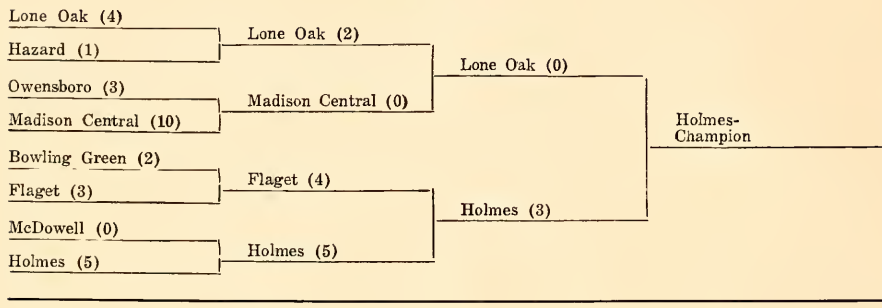 Lone Oak (4)
Hazard (1)
Owensboro (3)
Madison Central (10)
Bowling Green (2)
Flaget (3)
McDowell (0)
Holmes (5)
Lone Oak (2)
Madison Central (0)
Flaget (4)
Holmes (5)
Lone Oak (0)
Holmes (3)
Holmes-
Champion